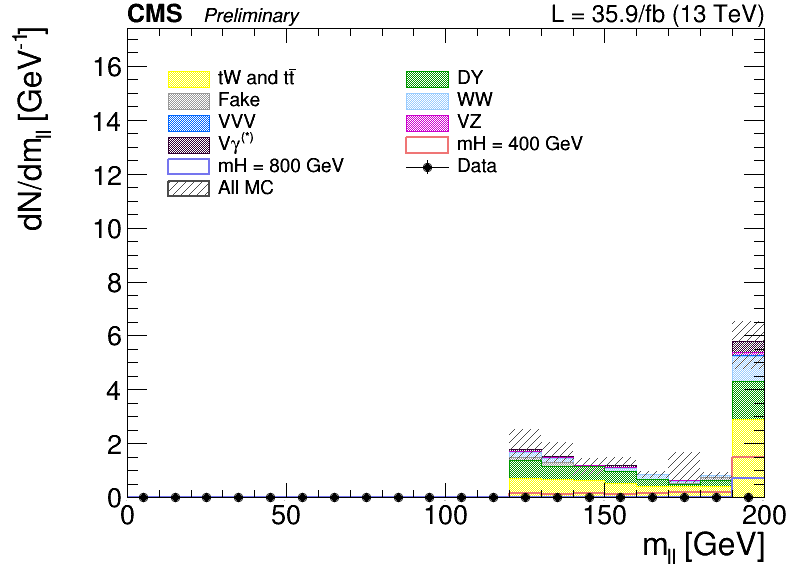 CMS Preliminary L = 35.9/fb (13 TeV)
dN/dm_ll [GeV⁻¹]
tW and tt̄ DY
Fake WW
VVV VZ
Vγ(*) mH = 400 GeV
mH = 800 GeV Data
All MC
16
14
12
10
8
6
4
2
0
0 50 100 150 200
m_ll [GeV]